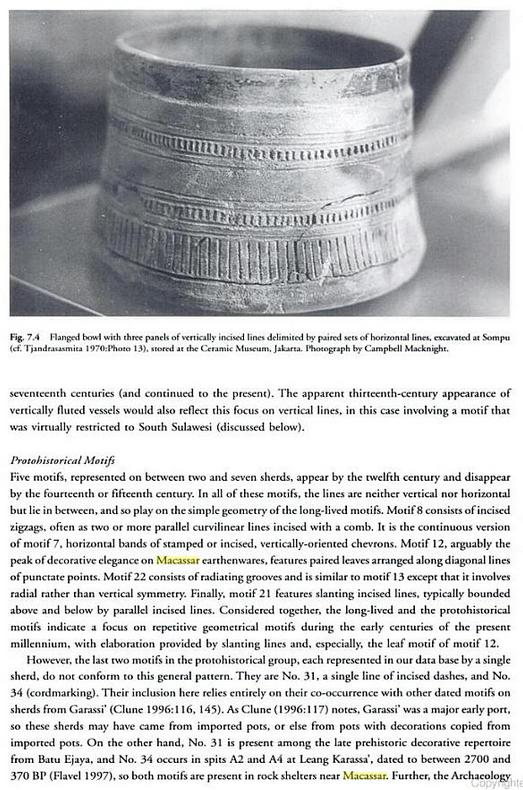 Fig. 7.4 Flanged bowl with three panels of vertically incised lines delimited by paired sets of horizontal lines, excavated at Sompu
(cf. Tjandrasasmita 1970:Photo 13), stored at the Ceramic Museum, Jakarta. Photograph by Campbell Macknight.
seventeenth centuries (and continued to the present). The apparent thirteenth-century appearance of
vertically fluted vessels would also reflect this focus on vertical lines, in this case involving a motif that
was virtually restricted to South Sulawesi (discussed below).
Protohistorical Motifs
Five motifs, represented on between two and seven sherds, appear by the twelfth century and disappear
by the fourteenth or fifteenth century. In all of these motifs, the lines are neither vertical nor horizontal
but lie in between, and so play on the simple geometry of the long-lived motifs. Motif 8 consists of incised
zigzags, often as two or more parallel curvilinear lines incised with a comb. It is the continuous version
of motif 7, horizontal bands of stamped or incised, vertically-oriented chevrons. Motif 12, arguably the
peak of decorative elegance on Macassar earthenwares, features paired leaves arranged along diagonal lines
of punctate points. Motif 22 consists of radiating grooves and is similar to motif 13 except that it involves
radial rather than vertical symmetry. Finally, motif 21 features slanting incised lines, typically bounded
above and below by parallel incised lines. Considered together, the long-lived and the protohistorical
motifs indicate a focus on repetitive geometrical motifs during the early centuries of the present
millennium, with elaboration provided by slanting lines and, especially, the leaf motif of motif 12.
However, the last two motifs in the protohistorical group, each represented in our data base by a single
sherd, do not conform to this general pattern. They are No. 31, a single line of incised dashes, and No.
34 (cordmarking). Their inclusion here relies entirely on their co-occurrence with other dated motifs on
sherds from Garassi' (Clune 1996:116, 145). As Clune (1996:117) notes, Garassi' was a major early port,
so these sherds may have came from imported pots, or else from pots with decorations copied from
imported pots. On the other hand, No. 31 is present among the late prehistoric decorative repertoire
from Batu Ejaya, and No. 34 occurs in spits A2 and A4 at Leang Karassa', dated to between 2700 and
370 BP (Flavel 1997), so both motifs are present in rock shelters near Macassar. Further, the Archaeology
Copyrighte